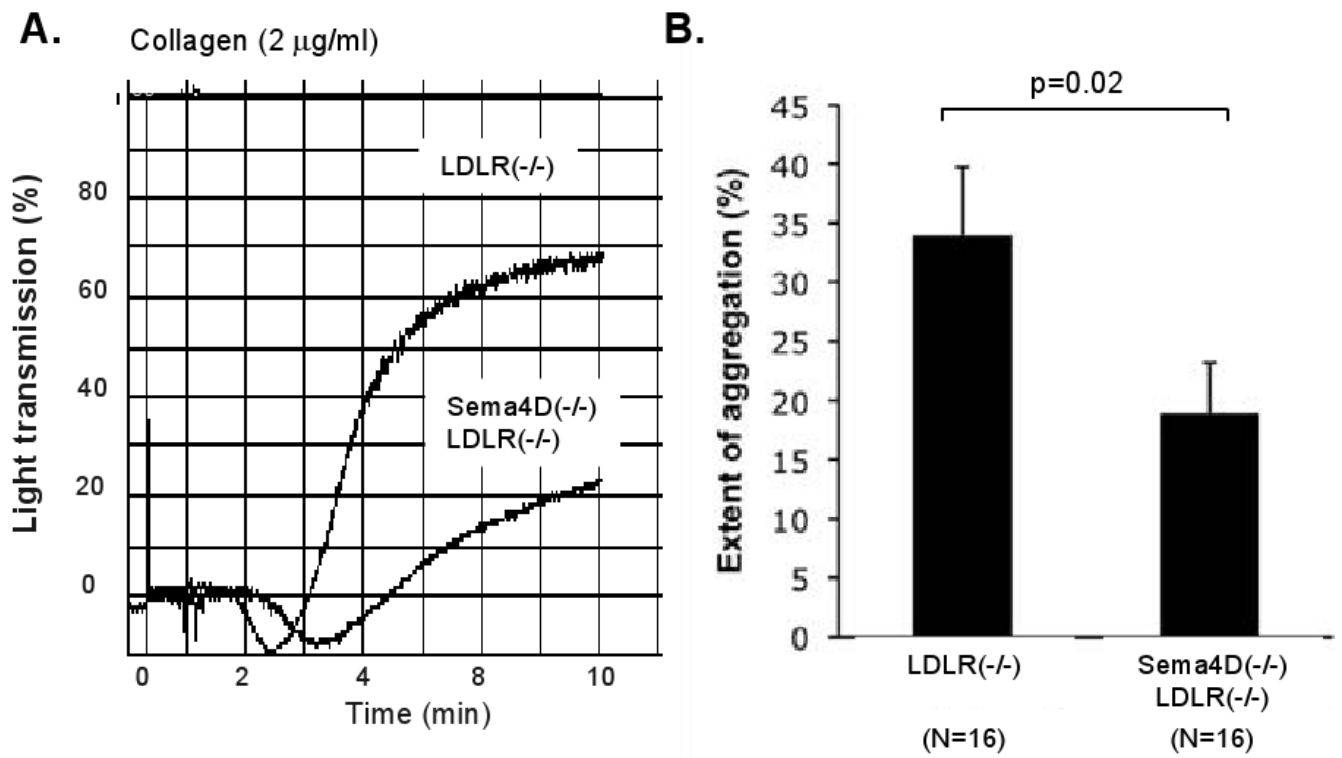 A.
Collagen (2 μg/ml)
LDLR(-/-)
Sema4D(-/-)
LDLR(-/-)
Light transmission (%)
80
60
40
20
0
0 2 4 6 8 10
Time (min)
B.
p=0.02
Extent of aggregation (%)
45
40
35
30
25
20
15
10
5
0
LDLR(-/-)
(N=16)
Sema4D(-/-)
LDLR(-/-)
(N=16)